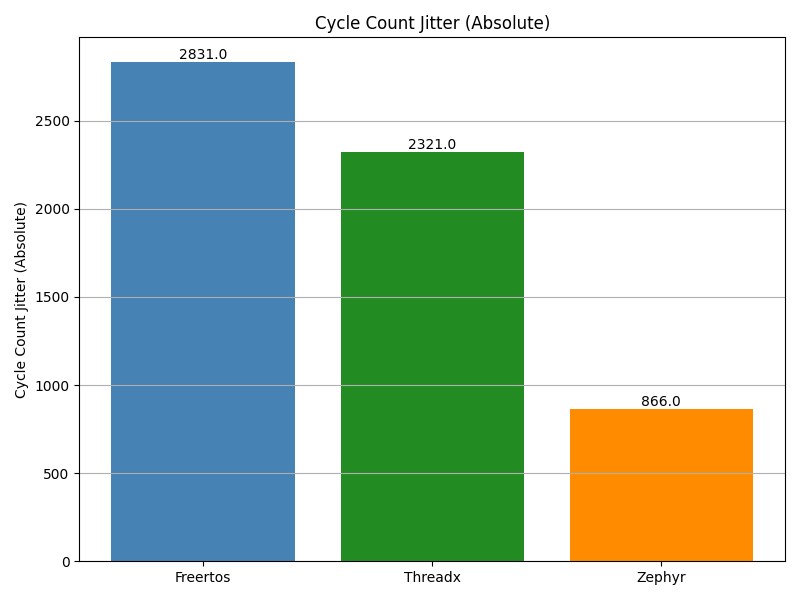 Cycle Count Jitter (Absolute)
2831.0
2321.0
866.0
Cycle Count Jitter (Absolute)
2500
2000
1500
1000
500
0
Freertos
Threadx
Zephyr